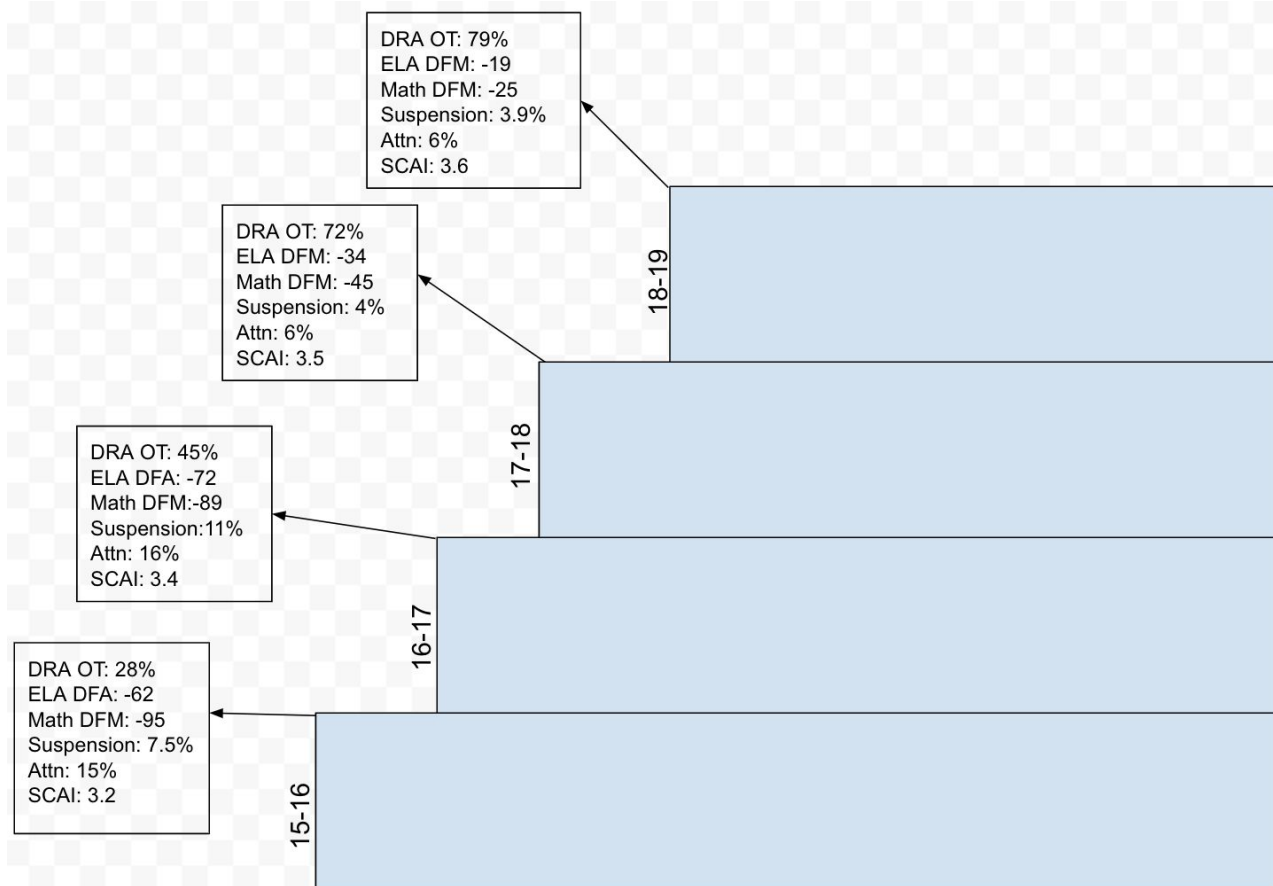 DRA OT: 79%
ELA DFM: -19
Math DFM: -25
Suspension: 3.9%
Attn: 6%
SCAI: 3.6
18-19
DRA OT: 72%
ELA DFM: -34
Math DFM: -45
Suspension: 4%
Attn: 6%
SCAI: 3.5
17-18
DRA OT: 45%
ELA DFA: -72
Math DFM:-89
Suspension:11%
Attn: 16%
SCAI: 3.4
16-17
DRA OT: 28%
ELA DFA: -62
Math DFM: -95
Suspension: 7.5%
Attn: 15%
SCAI: 3.2
15-16